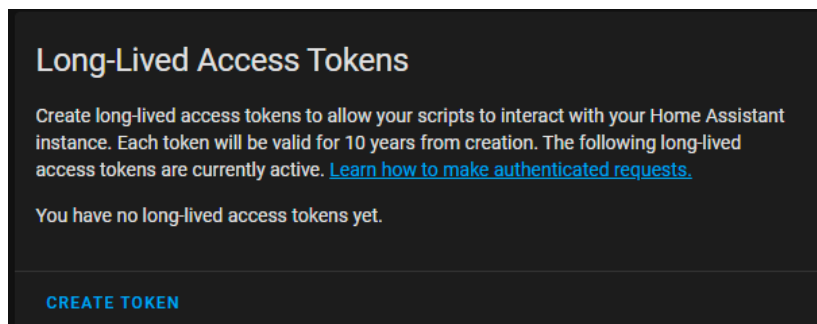 Long-Lived Access Tokens
Create long-lived access tokens to allow your scripts to interact with your Home Assistant
instance. Each token will be valid for 10 years from creation. The following long-lived
access tokens are currently active. Learn how to make authenticated requests.
You have no long-lived access tokens yet.
CREATE TOKEN